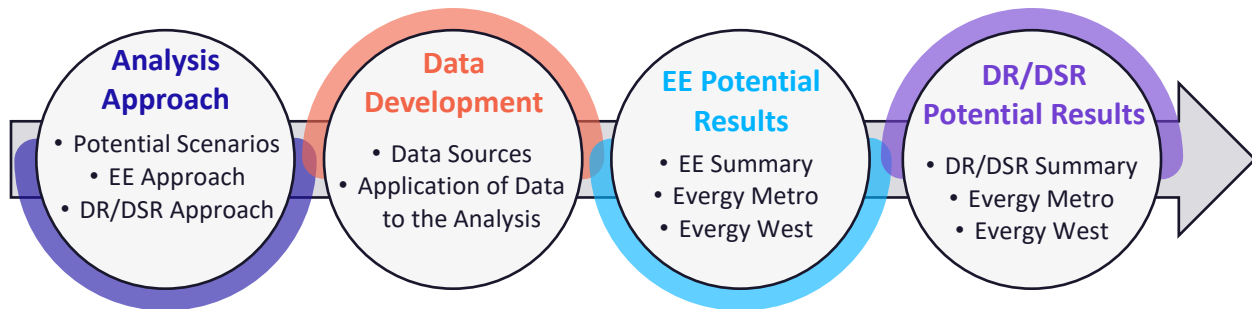 Analysis
Approach
• Potential Scenarios
• EE Approach
• DR/DSR Approach
Data
Development
• Data Sources
• Application of Data
to the Analysis
EE Potential
Results
• EE Summary
• Evergy Metro
• Evergy West
DR/DSR
Potential Results
• DR/DSR Summary
• Evergy Metro
• Evergy West